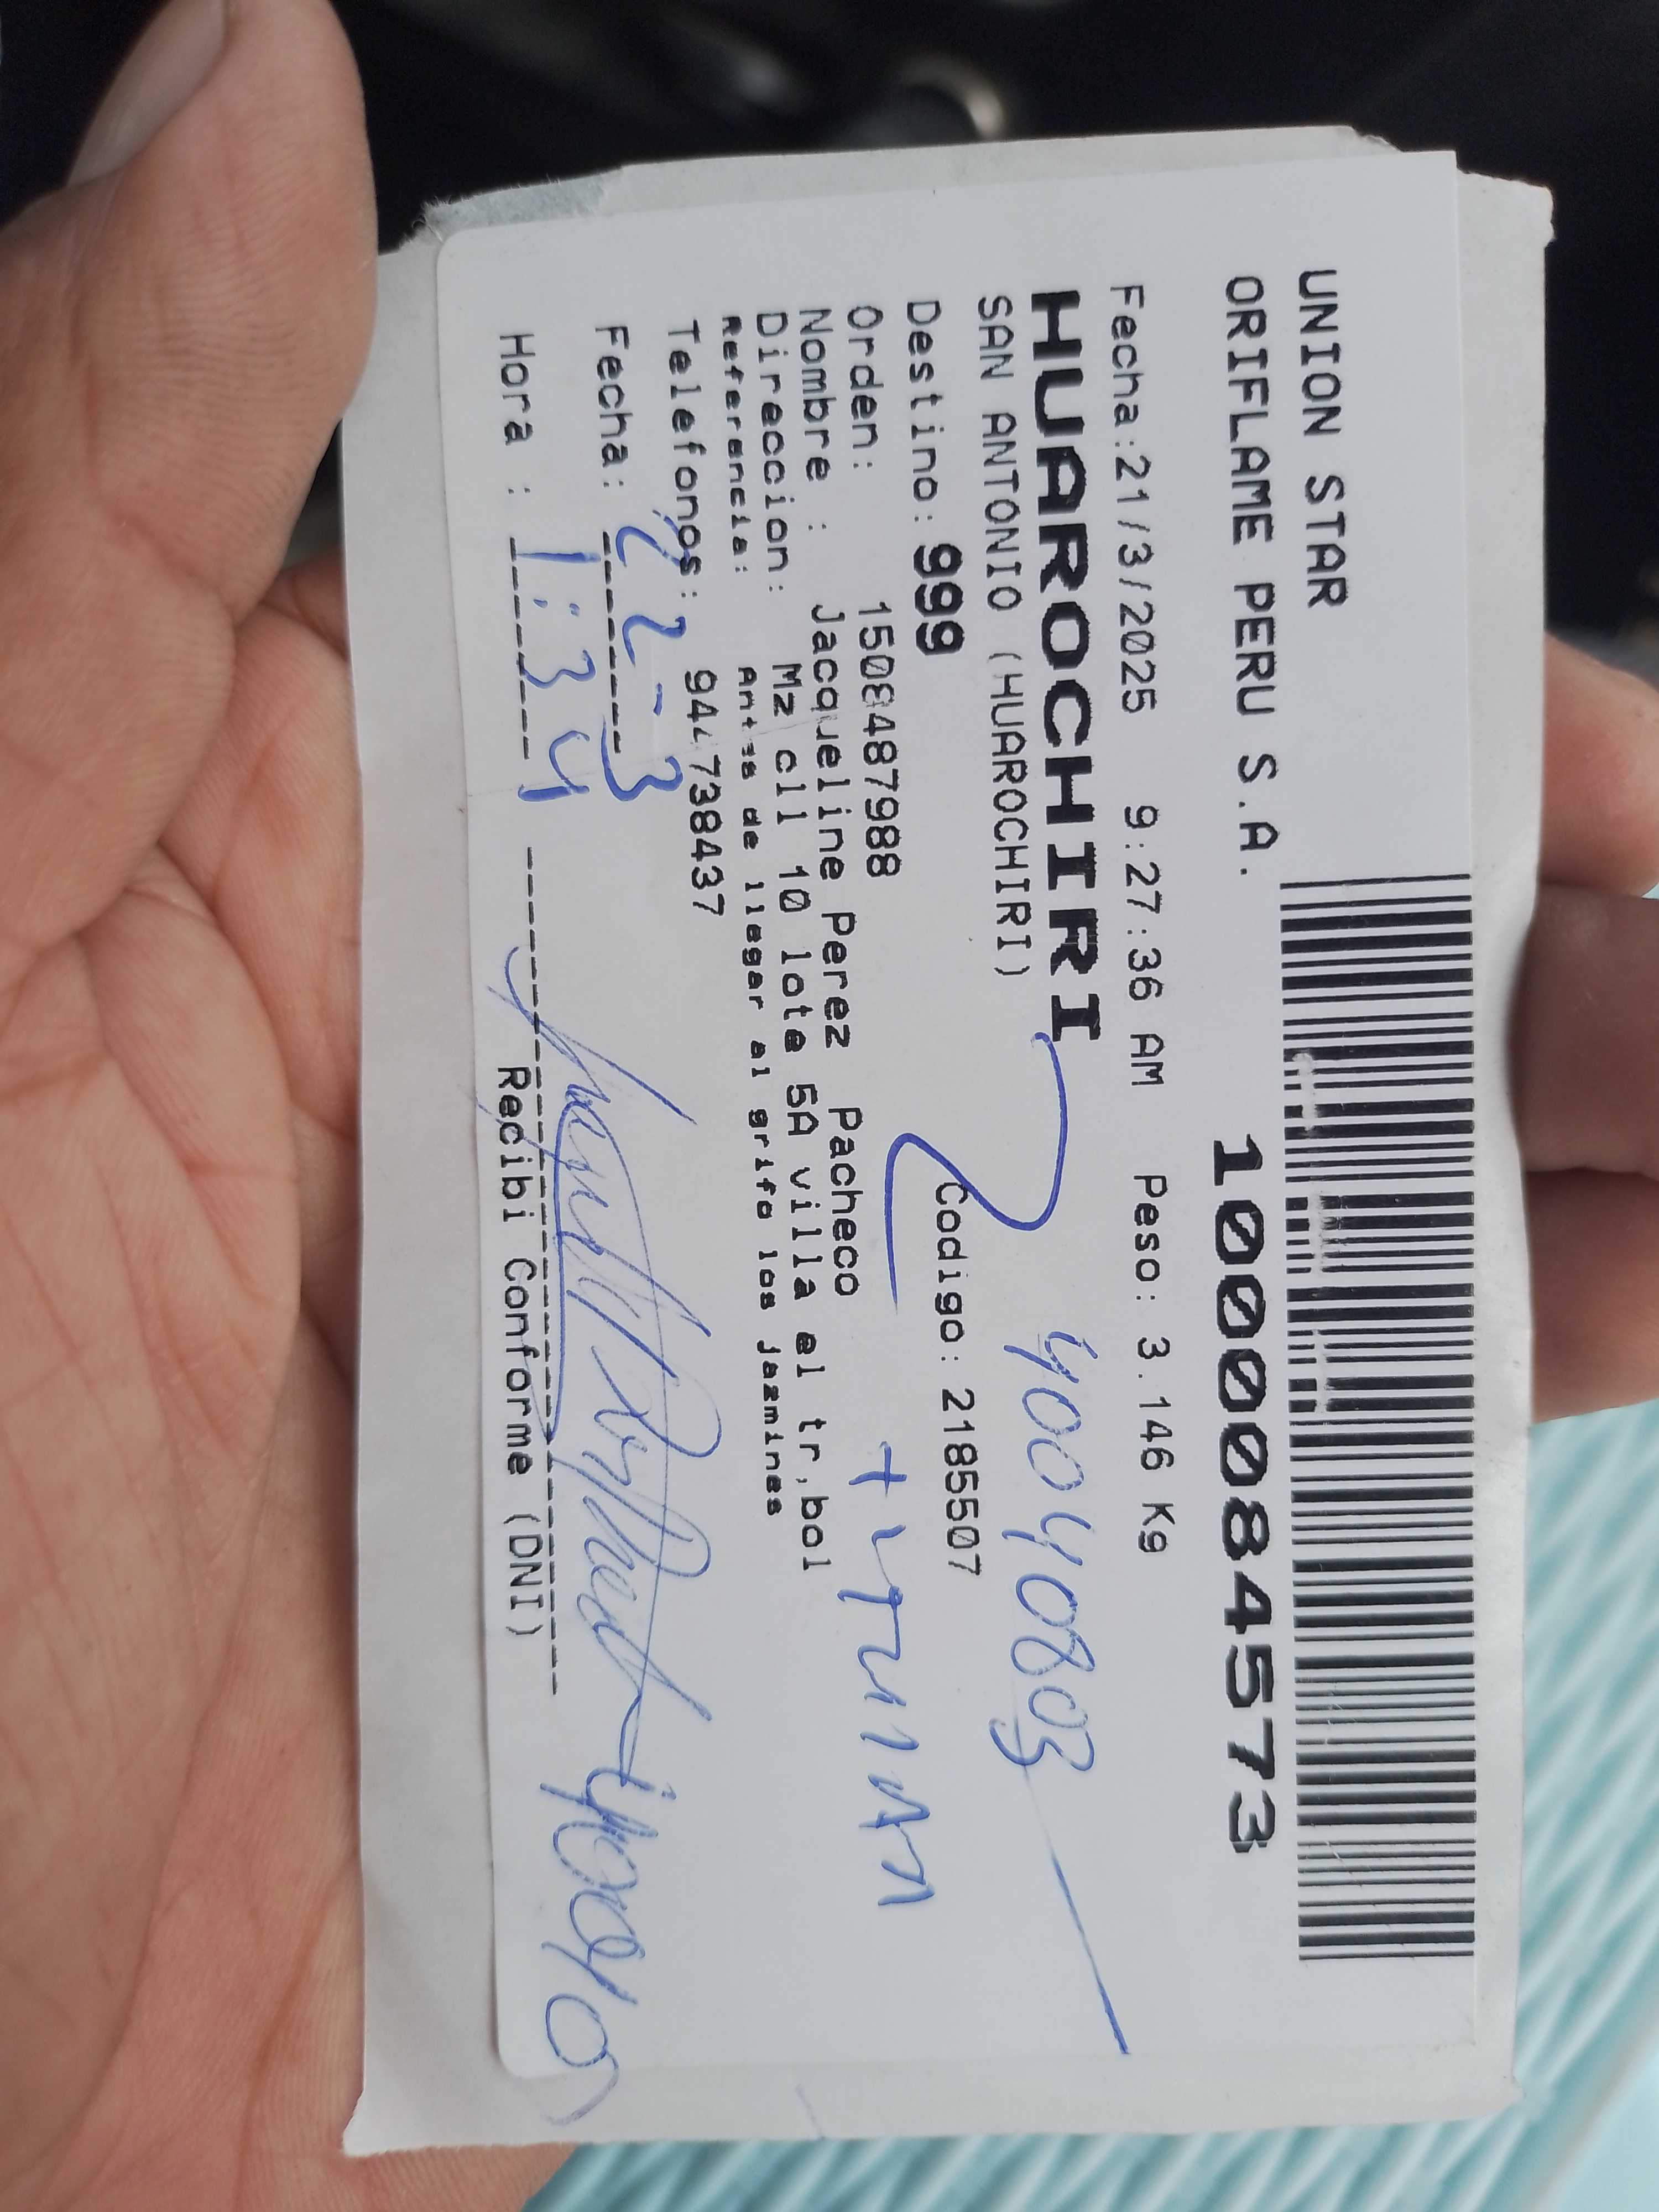 UNION STAR
ORIFLAME PERU S.A.
1000084573
Fecha:21/3/2025 9:27:36 AM Peso: 3.146 Kg
HUAROCHIRI
SAN ANTONIO (HUAROCHIRI)
40040803
Destino: 999 Codigo: 2185507
Orden: 1508487988
Nombre : Jacqueline Perez Pacheco
Direccion: Mz cll 10 lote 5A villa el tr,bol
Referencia: Antes de llegar al grifo los jazmines
Telefonos: 944738437
Fecha: 22-3
Hora : 1:34
Recibi Conforme (DNI)